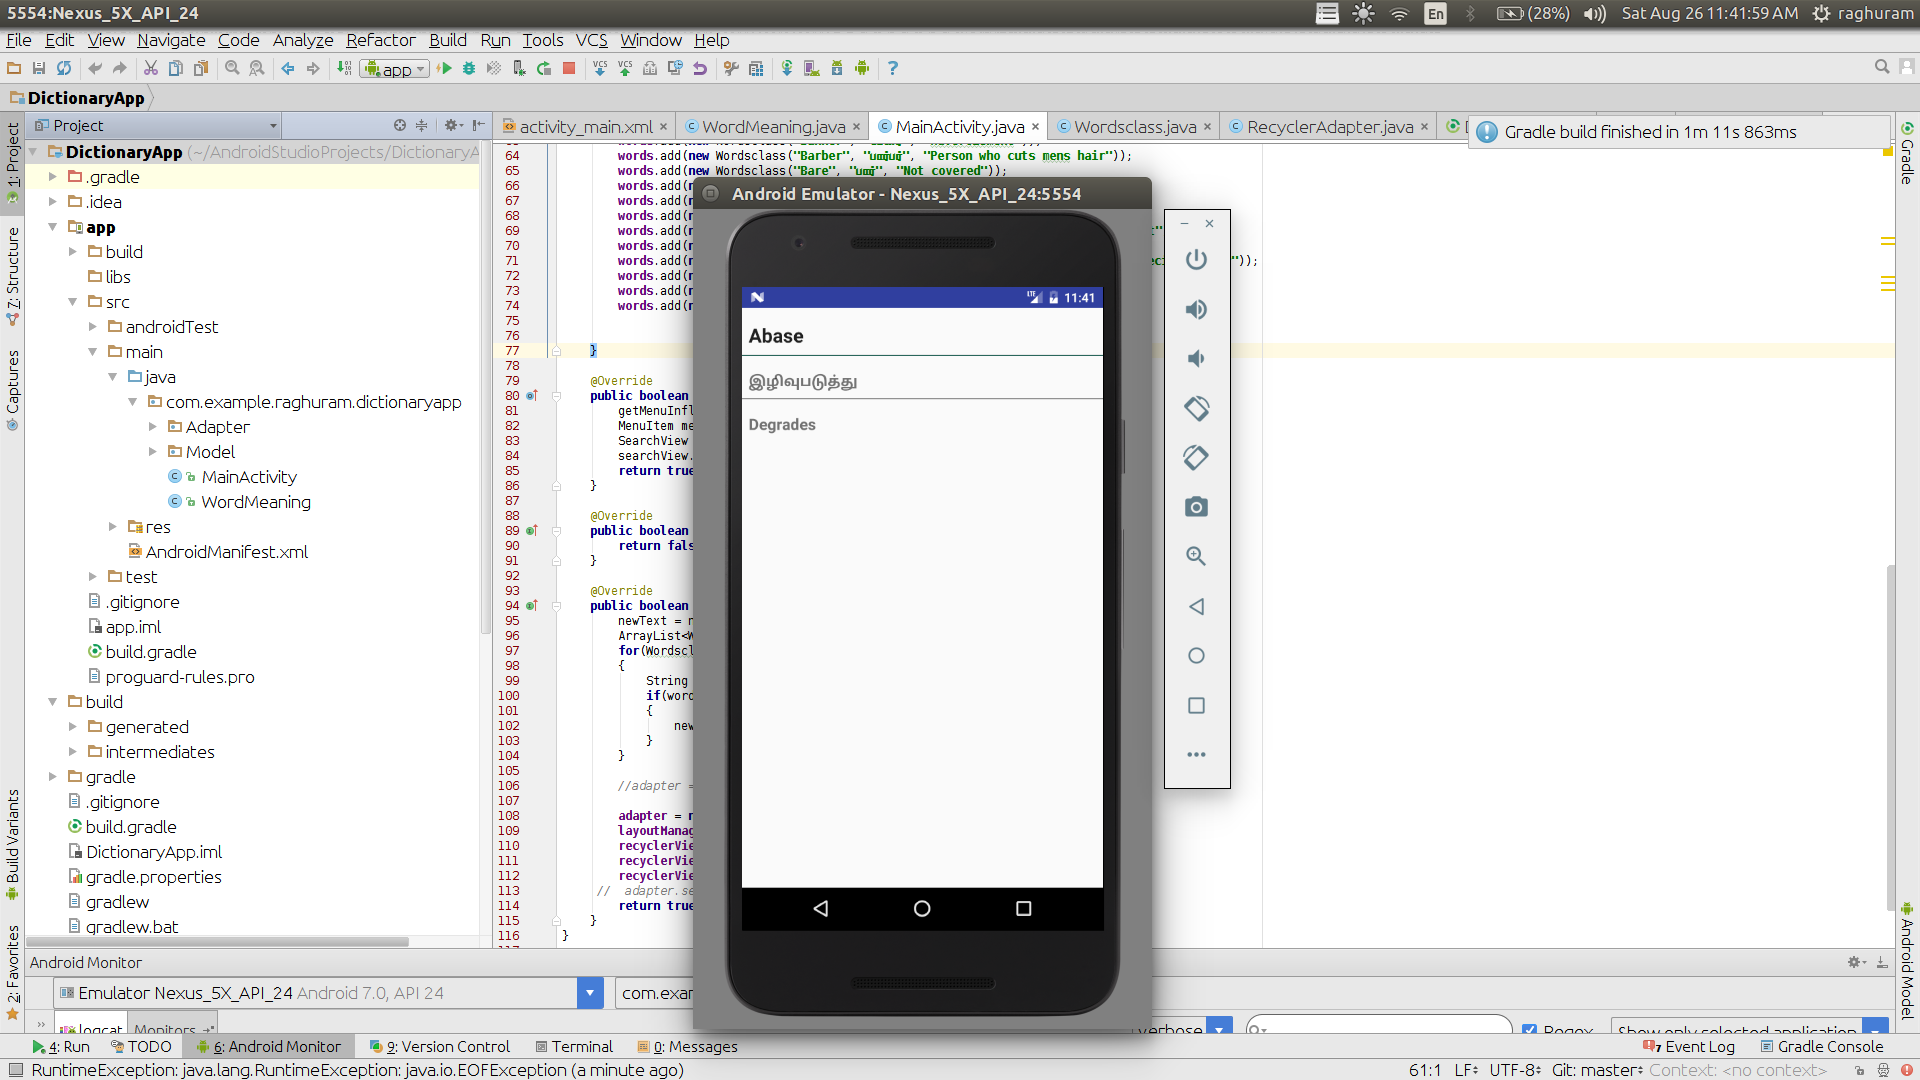 5554:Nexus_5X_API_24
En
(28%)
Sat Aug 26 11:41:59 AM
raghuram
File Edit View Navigate Code Analyze Refactor Build Run Tools VCS Window Help
app
DictionaryApp
Project
activity_main.xml
WordMeaning.java
MainActivity.java
Wordsclass.java
RecyclerAdapter.java
Gradle build finished in 1m 11s 863ms
1: Project
7: Structure
Captures
Build Variants
2: Favorites
Gradle
Android Model
DictionaryApp (~/AndroidStudioProjects/DictionaryA
.gradle
.idea
app
build
libs
src
androidTest
main
java
com.example.raghuram.dictionaryapp
Adapter
Model
MainActivity
WordMeaning
res
AndroidManifest.xml
test
.gitignore
app.iml
build.gradle
proguard-rules.pro
build
generated
intermediates
gradle
.gitignore
build.gradle
DictionaryApp.iml
gradle.properties
gradlew
gradlew.bat
64 words.add(new Wordsclass("Barber", "Person who cuts mens hair"));
65 words.add(new Wordsclass("Bare", "Not covered"));
66 words.add(
67 words.add(
68 words.add(
69 words.add(
70 words.add(
71 words.add( "));
72 words.add(
73 words.add(
74 words.add(
75
76
77 }
78
79 @Override
80 public boolean
81 getMenuInfl
82 MenuItem me
83 SearchView
84 searchView.
85 return true
86 }
87
88 @Override
89 public boolean
90 return fals
91 }
92
93 @Override
94 public boolean
95 newText = n
96 ArrayList<W
97 for(Wordscl
98 {
99 String
100 if(word
101 {
102 new
103 }
104 }
105
106 //adapter =
107
108 adapter = n
109 layoutManag
110 recyclerVie
111 recyclerVie
112 recyclerVie
113 // adapter.se
114 return true
115 }
116 }
Android Emulator - Nexus_5X_API_24:5554
LTE 11:41
Abase
இழிவுபடுத்து
Degrades
Android Monitor
Emulator Nexus_5X_API_24 Android 7.0, API 24
com.exam
logcat
Monitors
verbose
Regex
Show only selected application
4: Run
TODO
6: Android Monitor
9: Version Control
Terminal
0: Messages
7 Event Log
Gradle Console
RuntimeException: java.lang.RuntimeException: java.io.EOFException (a minute ago)
61:1 LF UTF-8 Git: master Context: <no context>